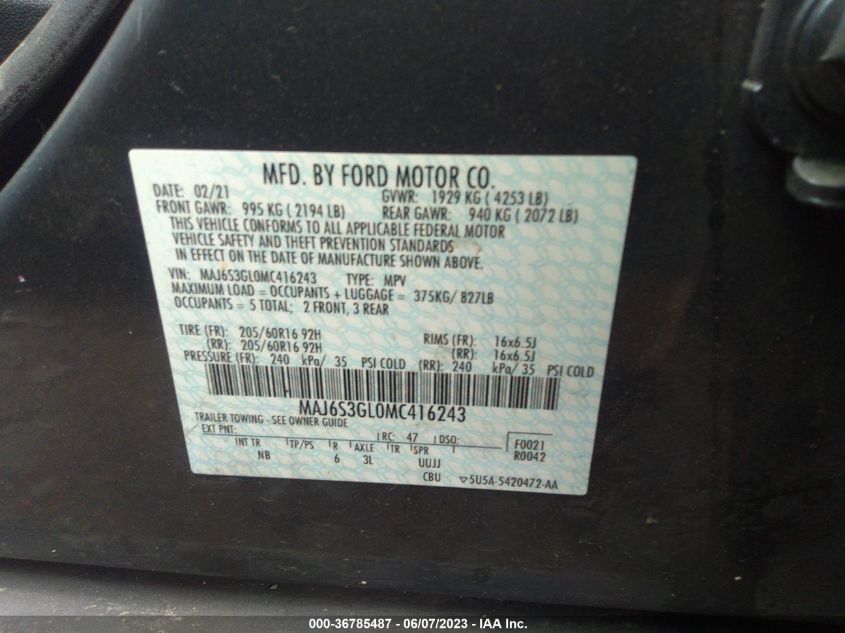 MFD. BY FORD MOTOR CO.
DATE: 02/21 GVWR: 1929 KG ( 4253 LB)
FRONT GAWR: 995 KG ( 2194 LB) REAR GAWR: 940 KG ( 2072 LB)
THIS VEHICLE CONFORMS TO ALL APPLICABLE FEDERAL MOTOR
VEHICLE SAFETY AND THEFT PREVENTION STANDARDS
IN EFFECT ON THE DATE OF MANUFACTURE SHOWN ABOVE.
VIN: MAJ6S3GL0MC416243 TYPE: MPV
MAXIMUM LOAD = OCCUPANTS + LUGGAGE = 375KG/ 827LB
OCCUPANTS = 5 TOTAL; 2 FRONT, 3 REAR
TIRE (FR): 205/60R16 92H RIMS (FR): 16x6.5J
(RR): 205/60R16 92H (RR): 16x6.5J
PRESSURE (FR): 240 kPa/ 35 PSI COLD (RR): 240 kPa/ 35 PSI COLD
MAJ6S3GL0MC416243
TRAILER TOWING - SEE OWNER GUIDE
EXT PNT: RC: 47 DSO: F0021
INT TR TP/PS R AXLE TR SPR R0042
NB 6 3L UUJJ
CBU ▽5U5A-5420472-AA
000-36785487 - 06/07/2023 - © IAA, Inc.